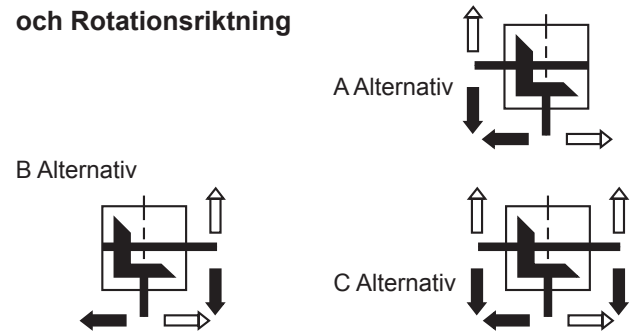 och Rotationsriktning
A Alternativ
B Alternativ
C Alternativ